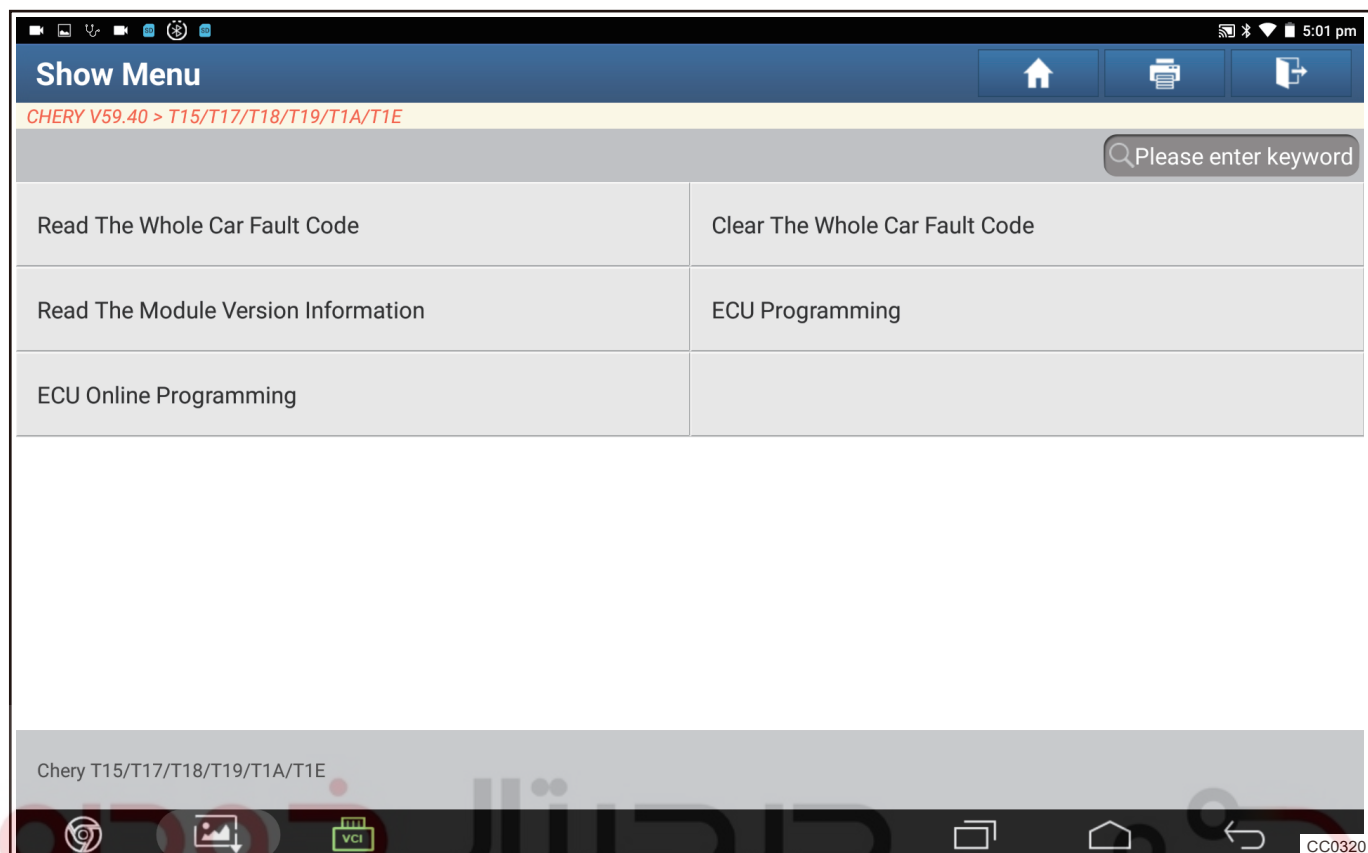 5:01 pm
Show Menu
CHERY V59.40 > T15/T17/T18/T19/T1A/T1E
Please enter keyword
Read The Whole Car Fault Code
Clear The Whole Car Fault Code
Read The Module Version Information
ECU Programming
ECU Online Programming
Chery T15/T17/T18/T19/T1A/T1E
VCI
CC0320